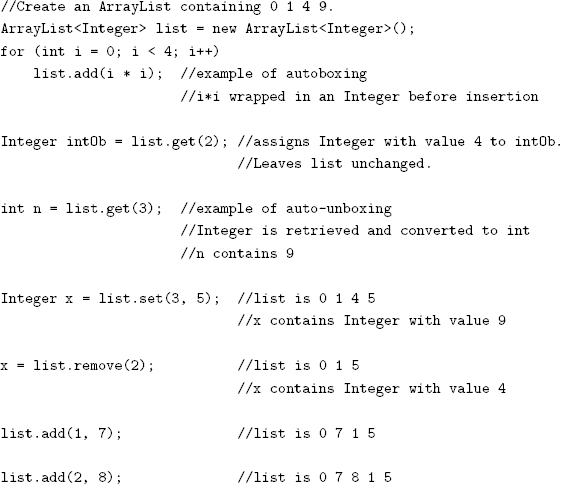 //Create an ArrayList containing 0 1 4 9.
ArrayList<Integer> list = new ArrayList<Integer>();
for (int i = 0; i < 4; i++)
    list.add(i * i);  //example of autoboxing
                      //i*i wrapped in an Integer before insertion
Integer intOb = list.get(2); //assigns Integer with value 4 to intOb.
                             //Leaves list unchanged.
int n = list.get(3);  //example of auto-unboxing
                      //Integer is retrieved and converted to int
                      //n contains 9
Integer x = list.set(3, 5);  //list is 0 1 4 5
                             //x contains Integer with value 9
x = list.remove(2);          //list is 0 1 5
                             //x contains Integer with value 4
list.add(1, 7);              //list is 0 7 1 5
list.add(2, 8);              //list is 0 7 8 1 5